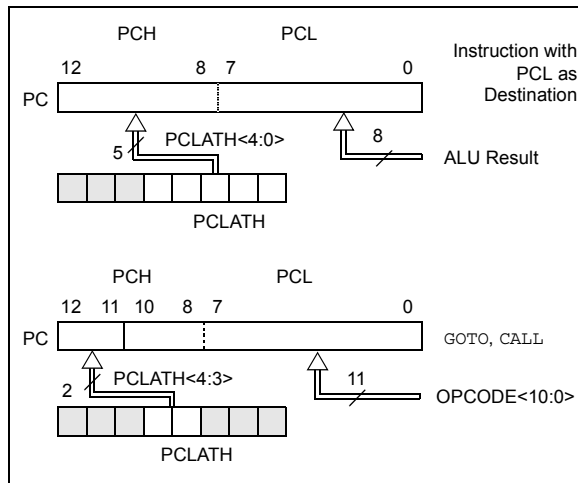 PCH PCL
12 8 7 0
Instruction with
PCL as
Destination
PC
5 PCLATH<4:0>
8
ALU Result
PCLATH
PCH PCL
12 11 10 8 7 0
PC
GOTO, CALL
2 PCLATH<4:3>
11
OPCODE<10:0>
PCLATH